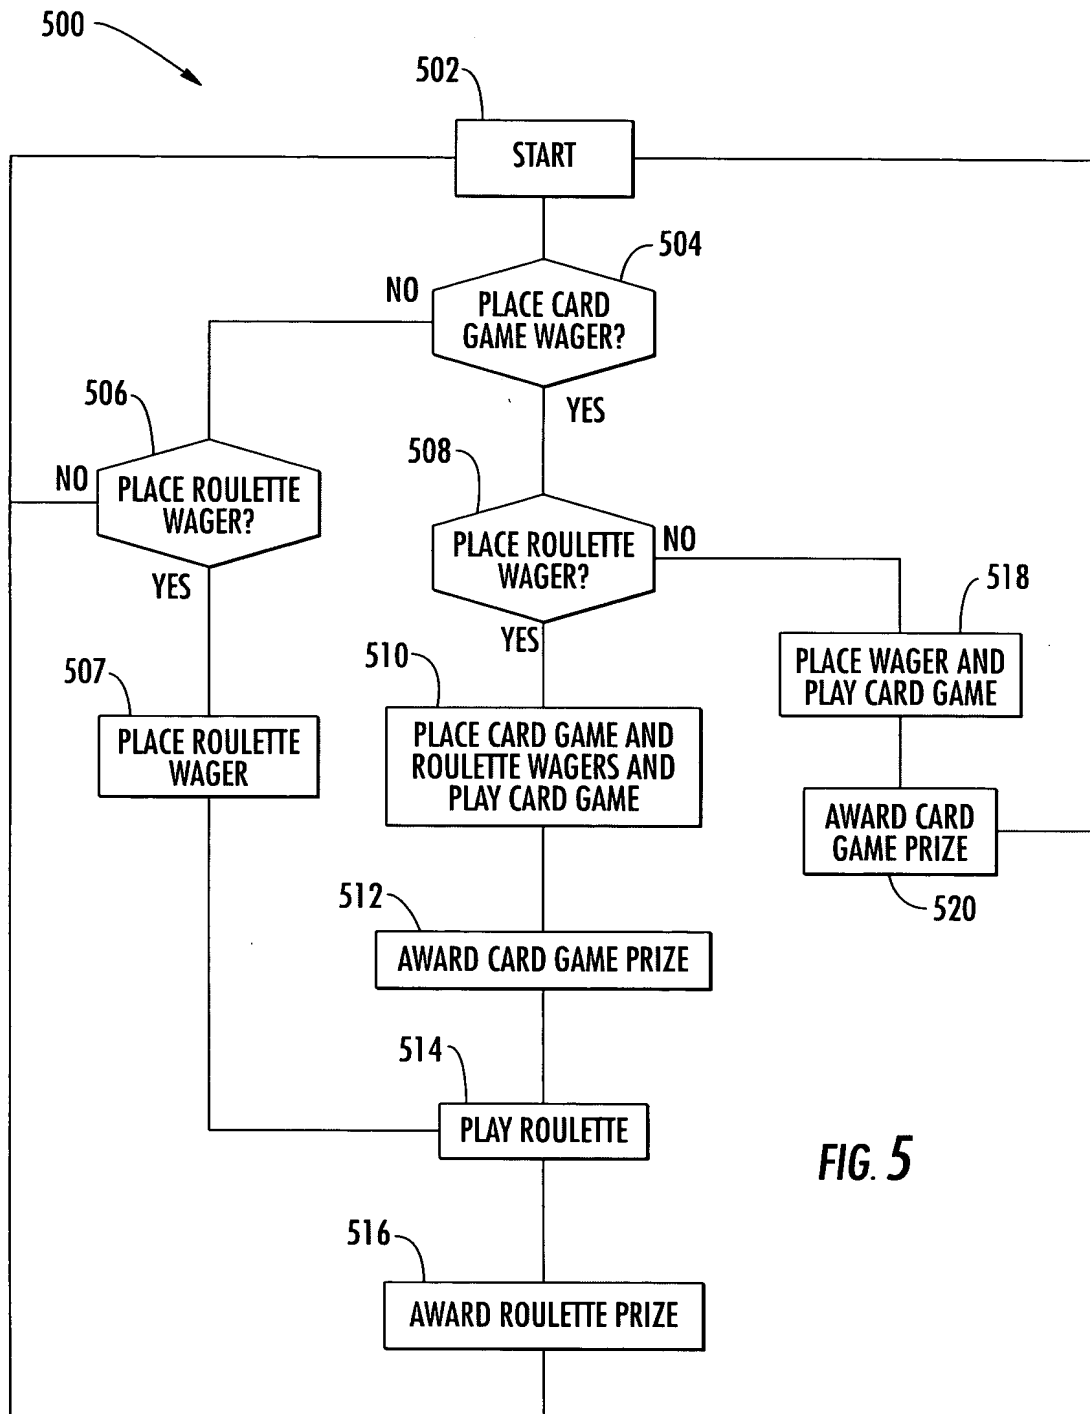 500
502
START
504
NO
PLACE CARD
GAME WAGER?
YES
506
NO
PLACE ROULETTE
WAGER?
YES
508
PLACE ROULETTE
WAGER?
NO
YES
518
PLACE WAGER AND
PLAY CARD GAME
507
PLACE ROULETTE
WAGER
510
PLACE CARD GAME AND
ROULETTE WAGERS AND
PLAY CARD GAME
AWARD CARD
GAME PRIZE
520
512
AWARD CARD GAME PRIZE
514
PLAY ROULETTE
FIG. 5
516
AWARD ROULETTE PRIZE